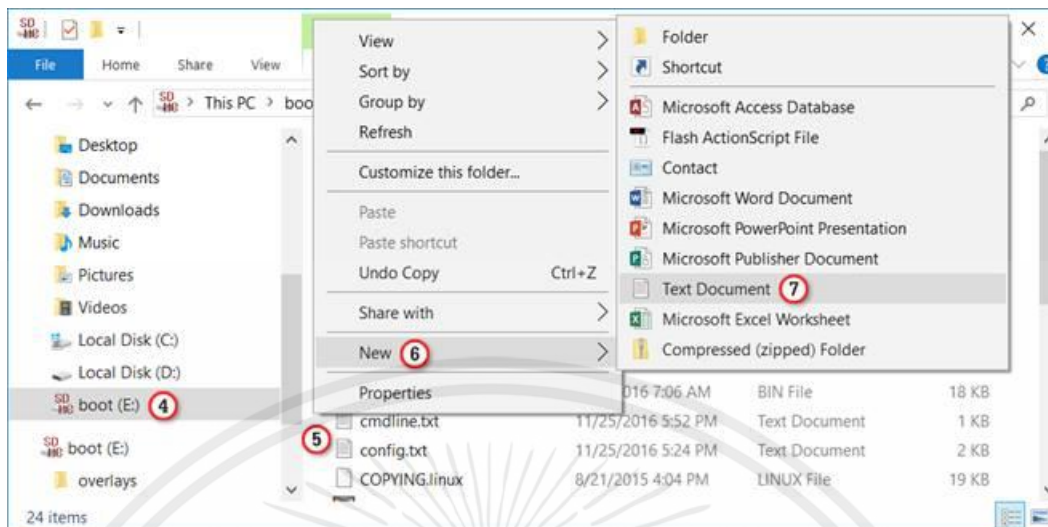 File Home Share View
This PC > boo
Desktop
Documents
Downloads
Music
Pictures
Videos
Local Disk (C:)
Local Disk (D:)
boot (E:) 4
boot (E:)
overlays
24 items
View
Sort by
Group by
Refresh
Customize this folder...
Paste
Paste shortcut
Undo Copy Ctrl+Z
Share with
New 6
Properties
Folder
Shortcut
Microsoft Access Database
Flash ActionScript File
Contact
Microsoft Word Document
Microsoft PowerPoint Presentation
Microsoft Publisher Document
Text Document 7
Microsoft Excel Worksheet
Compressed (zipped) Folder
016 7:06 AM BIN File 18 KB
cmdline.txt 11/25/2016 5:52 PM Text Document 1 KB
5 config.txt 11/25/2016 5:24 PM Text Document 2 KB
COPYING.linux 8/21/2015 4:04 PM LINUX File 19 KB